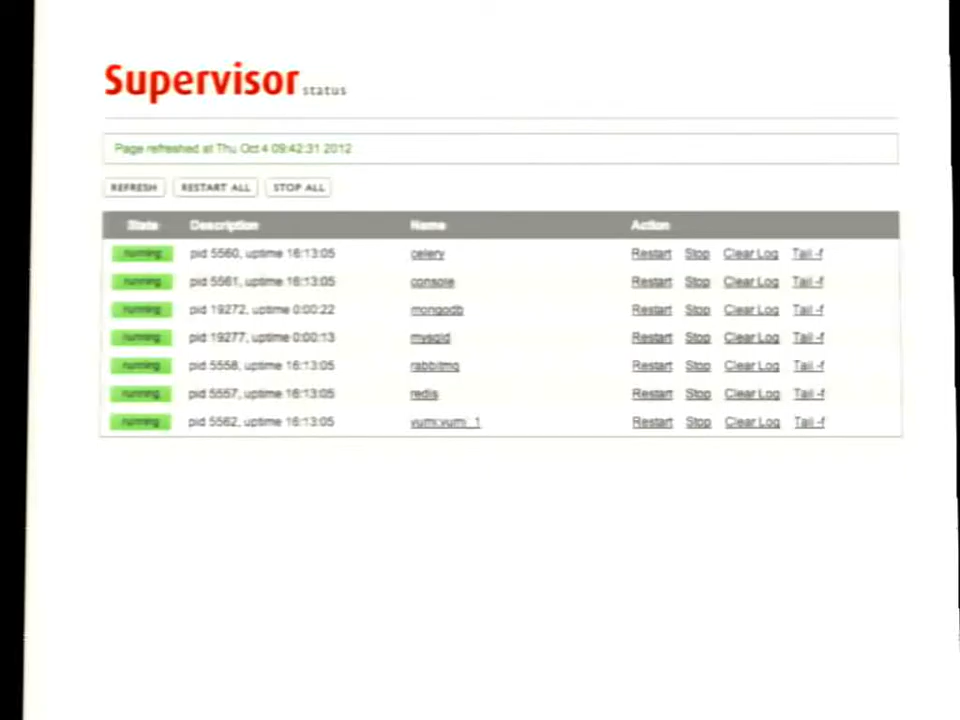 Supervisor status
Page refreshed at Thu Oct 4 09:42:31 2012
REFRESH RESTART ALL STOP ALL
State Description Name Action
running pid 5560, uptime 16:13:05 celery Restart Stop Clear Log Tail -f
running pid 5561, uptime 16:13:05 console Restart Stop Clear Log Tail -f
running pid 19272, uptime 0:00:22 mongodb Restart Stop Clear Log Tail -f
running pid 19277, uptime 0:00:13 mysqld Restart Stop Clear Log Tail -f
running pid 5558, uptime 16:13:05 rabbitmq Restart Stop Clear Log Tail -f
running pid 5557, uptime 16:13:05 redis Restart Stop Clear Log Tail -f
running pid 5562, uptime 16:13:05 yumi:yumi_1 Restart Stop Clear Log Tail -f